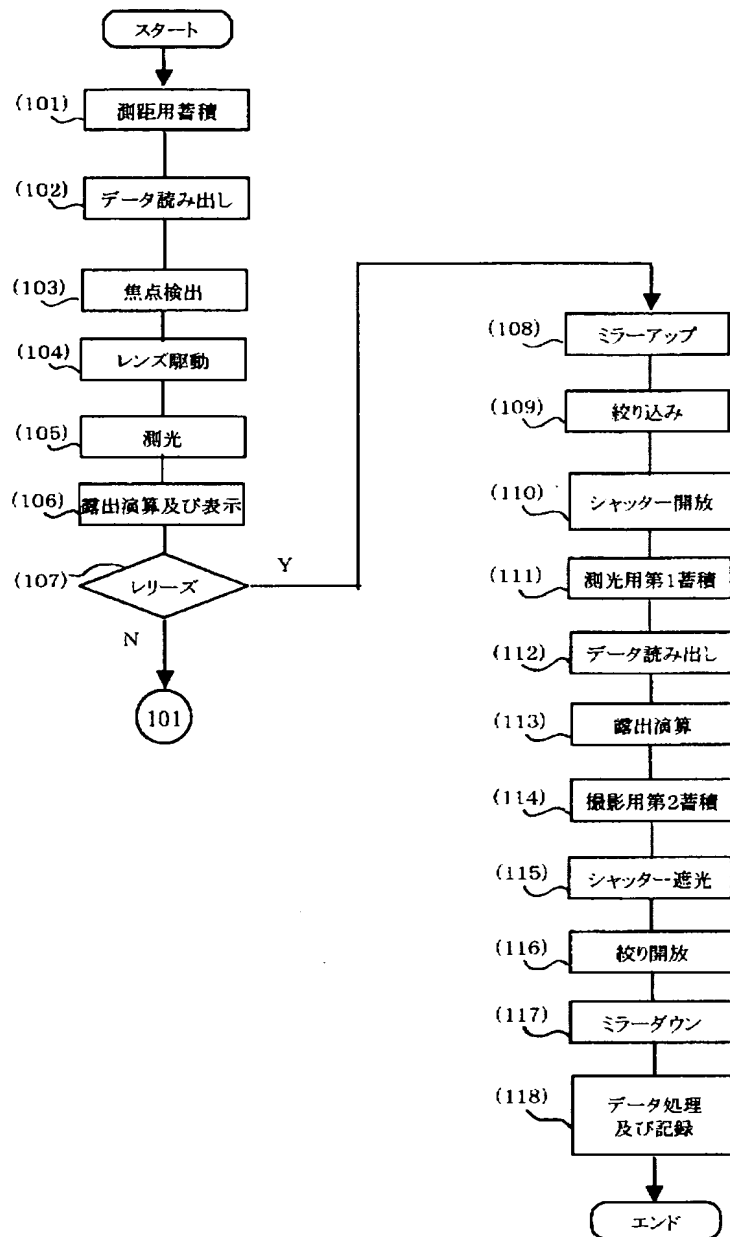 スタート
(101)
測距用蓄積
(102)
データ読み出し
(103)
焦点検出
(104)
レンズ駆動
(105)
測光
(106)
露出演算及び表示
(107)
レリーズ
Y
N
101
(108)
ミラーアップ
(109)
絞り込み
(110)
シャッター開放
(111)
測光用第1蓄積
(112)
データ読み出し
(113)
露出演算
(114)
撮影用第2蓄積
(115)
シャッター遮光
(116)
絞り開放
(117)
ミラーダウン
(118)
データ処理
及び記録
エンド